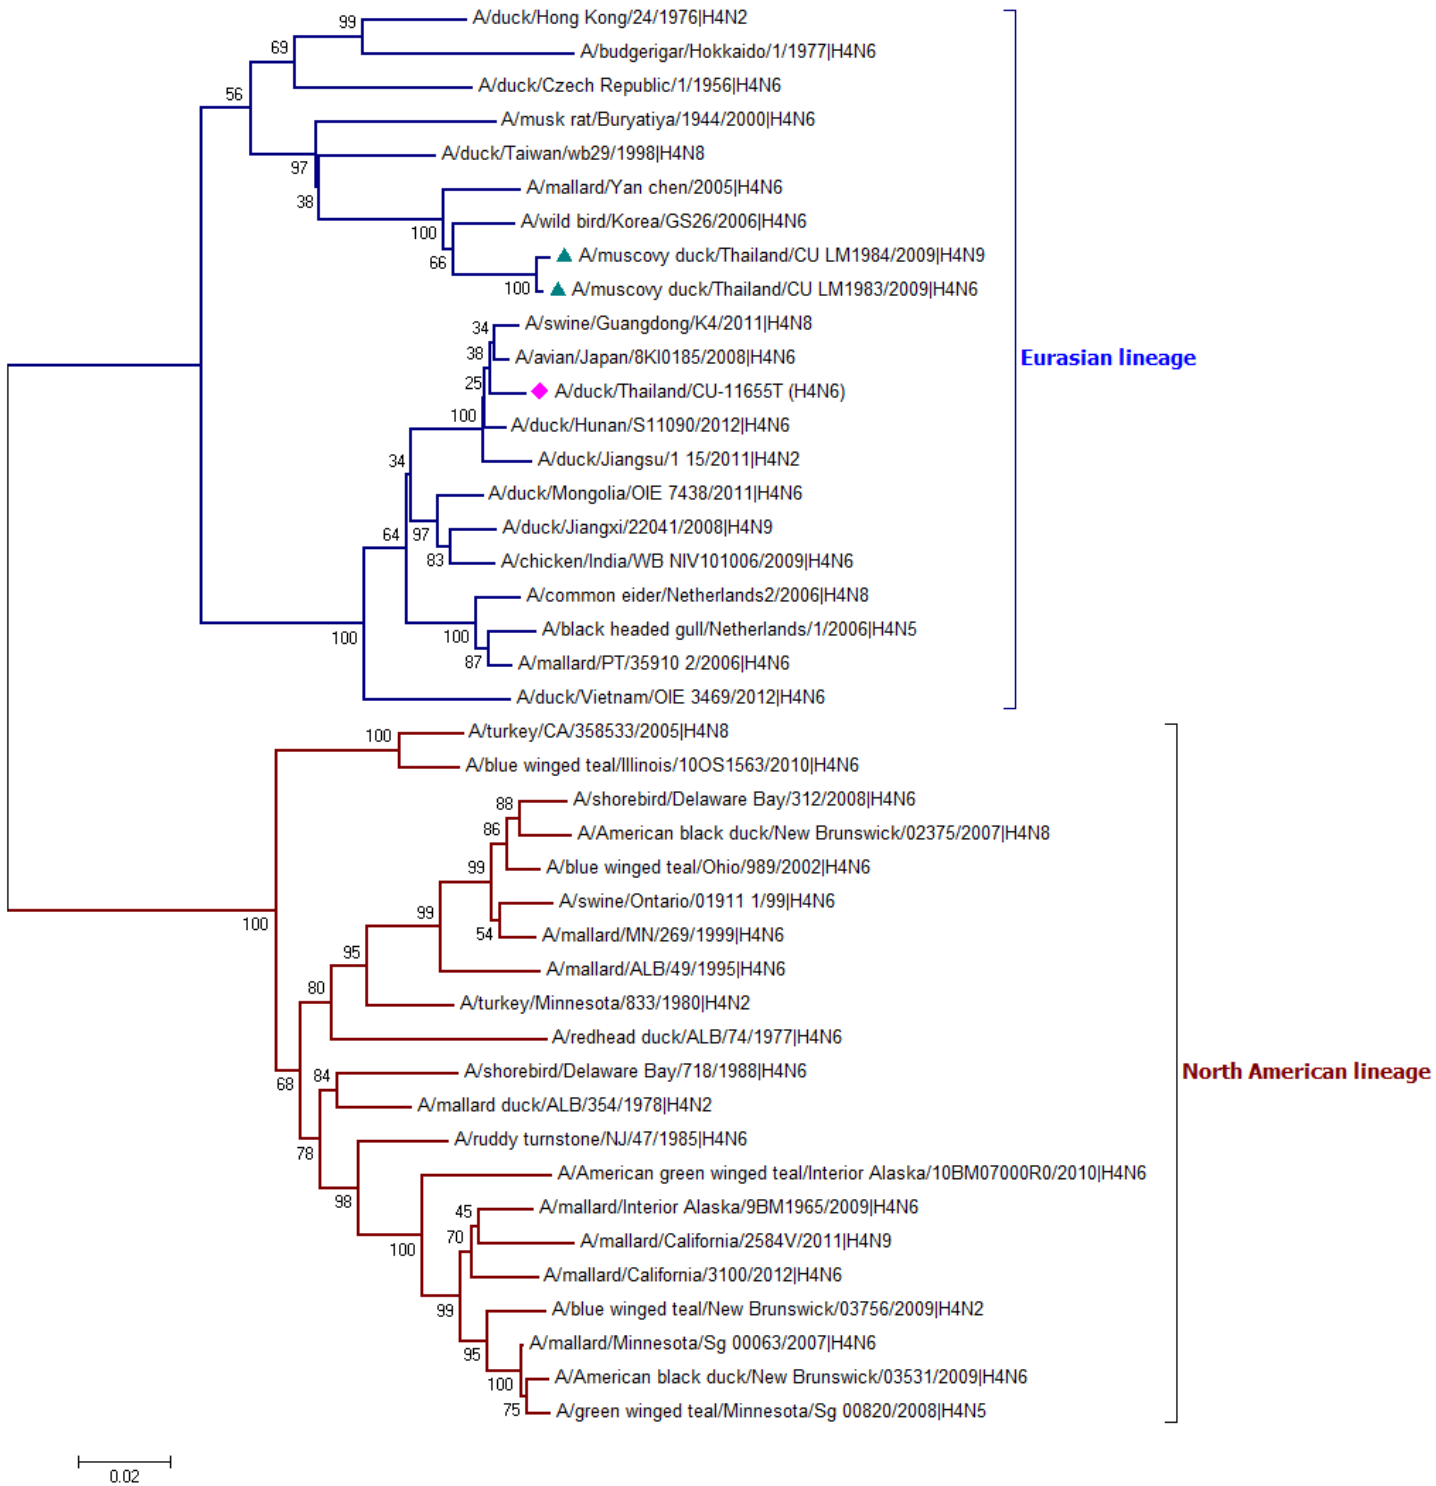 99
A/duck/Hong Kong/24/1976|H4N2
69
A/budgerigar/Hokkaido/1/1977|H4N6
A/duck/Czech Republic/1/1956|H4N6
56
A/musk rat/Buryatiya/1944/2000|H4N6
A/duck/Taiwan/wb29/1998|H4N8
97
A/mallard/Yan chen/2005|H4N6
38
A/wild bird/Korea/GS26/2006|H4N6
100
A/muscovy duck/Thailand/CU LM1984/2009|H4N9
66
A/muscovy duck/Thailand/CU LM1983/2009|H4N6
100
A/swine/Guangdong/K4/2011|H4N8
34
A/avian/Japan/8KI0185/2008|H4N6
38
Eurasian lineage
A/duck/Thailand/CU-11655T (H4N6)
25
A/duck/Hunan/S11090/2012|H4N6
100
A/duck/Jiangsu/1 15/2011|H4N2
34
A/duck/Mongolia/OIE 7438/2011|H4N6
A/duck/Jiangxi/22041/2008|H4N9
64
97
A/chicken/India/WB NIV101006/2009|H4N6
83
A/common eider/Netherlands2/2006|H4N8
A/black headed gull/Netherlands/1/2006|H4N5
100
100
A/mallard/PT/35910 2/2006|H4N6
87
A/duck/Vietnam/OIE 3469/2012|H4N6
A/turkey/CA/358533/2005|H4N8
100
A/blue winged teal/Illinois/10OS1563/2010|H4N6
A/shorebird/Delaware Bay/312/2008|H4N6
88
A/American black duck/New Brunswick/02375/2007|H4N8
86
A/blue winged teal/Ohio/989/2002|H4N6
99
A/swine/Ontario/01911 1/99|H4N6
99
100
A/mallard/MN/269/1999|H4N6
54
95
A/mallard/ALB/49/1995|H4N6
80
A/turkey/Minnesota/833/1980|H4N2
A/redhead duck/ALB/74/1977|H4N6
A/shorebird/Delaware Bay/718/1988|H4N6
North American lineage
84
68
A/mallard duck/ALB/354/1978|H4N2
A/ruddy turnstone/NJ/47/1985|H4N6
78
A/American green winged teal/Interior Alaska/10BM07000R0/2010|H4N6
98
A/mallard/Interior Alaska/9BM1965/2009|H4N6
45
70
A/mallard/California/2584V/2011|H4N9
100
A/mallard/California/3100/2012|H4N6
A/blue winged teal/New Brunswick/03756/2009|H4N2
99
A/mallard/Minnesota/Sg 00063/2007|H4N6
95
A/American black duck/New Brunswick/03531/2009|H4N6
100
A/green winged teal/Minnesota/Sg 00820/2008|H4N5
75
0.02